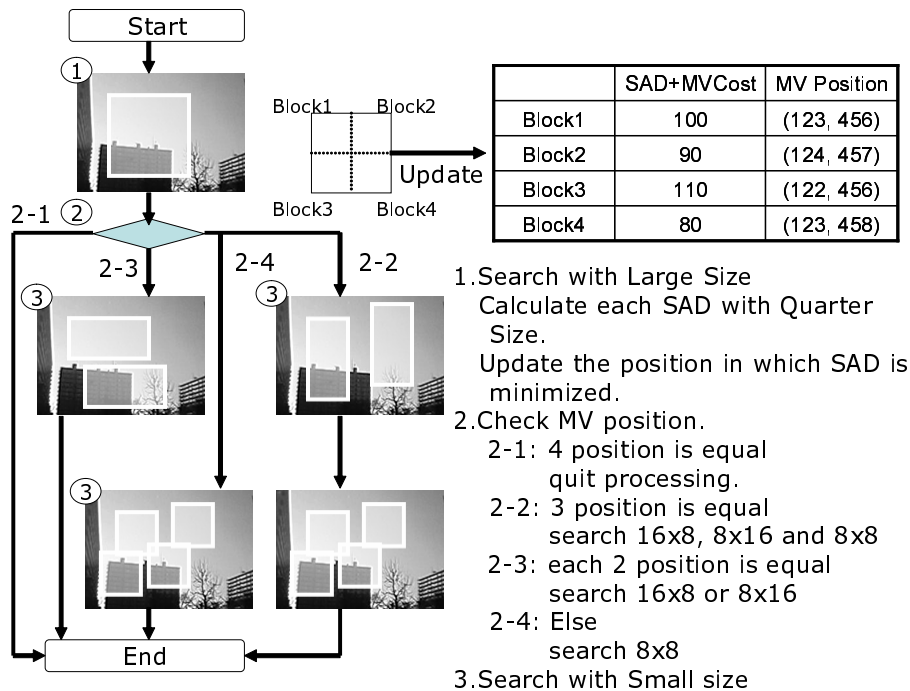 Start
1
Block1 Block2
Update
Block3 Block4
SAD+MVCost MV Position
Block1 100 (123, 456)
Block2 90 (124, 457)
Block3 110 (122, 456)
Block4 80 (123, 458)
2-1 2
2-3 2-4 2-2
3 3
3
End
1.Search with Large Size
Calculate each SAD with Quarter
Size.
Update the position in which SAD is
minimized.
2.Check MV position.
2-1: 4 position is equal
quit processing.
2-2: 3 position is equal
search 16x8, 8x16 and 8x8
2-3: each 2 position is equal
search 16x8 or 8x16
2-4: Else
search 8x8
3.Search with Small size